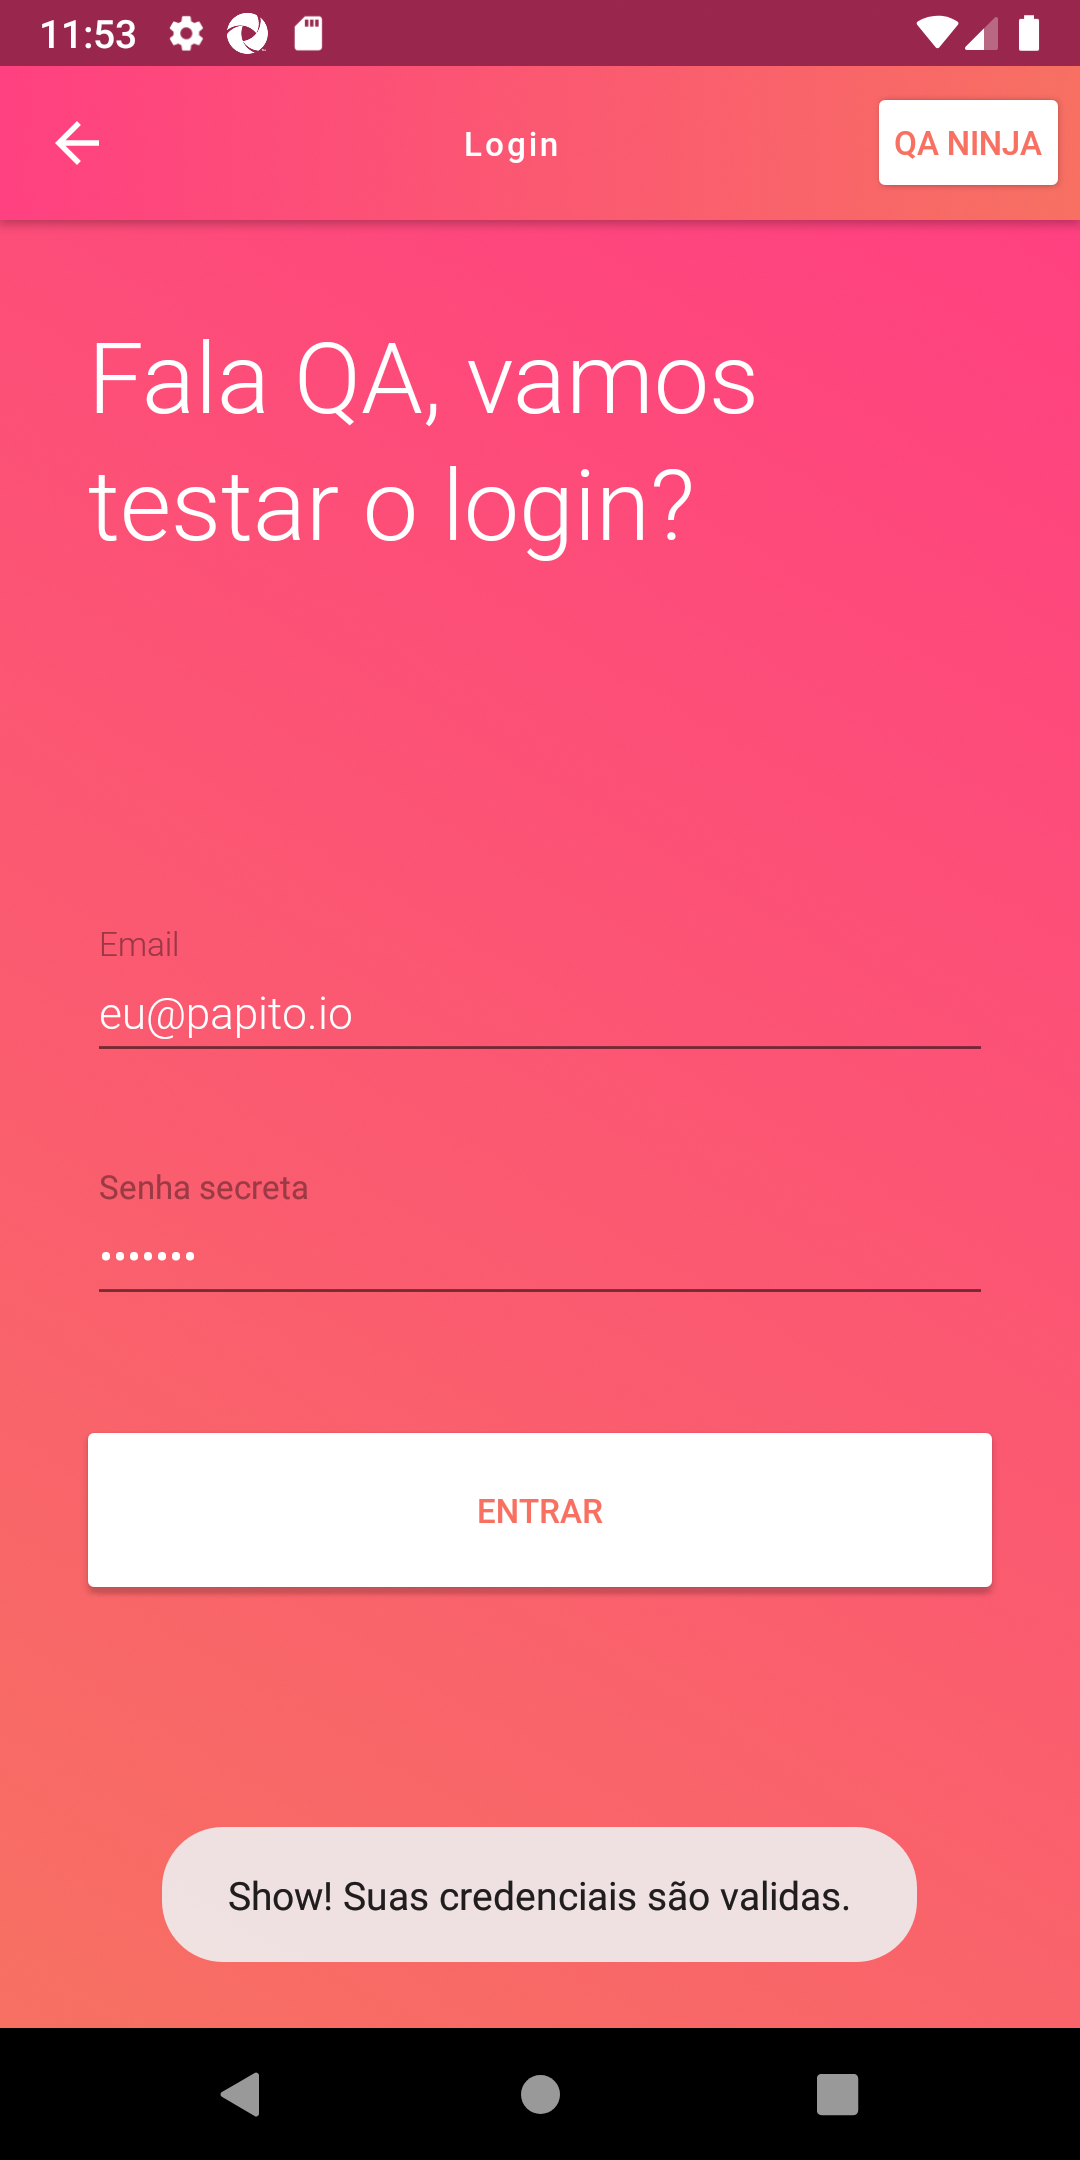 11:53
Login
QA NINJA
Fala QA, vamos
testar o login?
Email
eu@papito.io
Senha secreta
•••••••
ENTRAR
Show! Suas credenciais são validas.